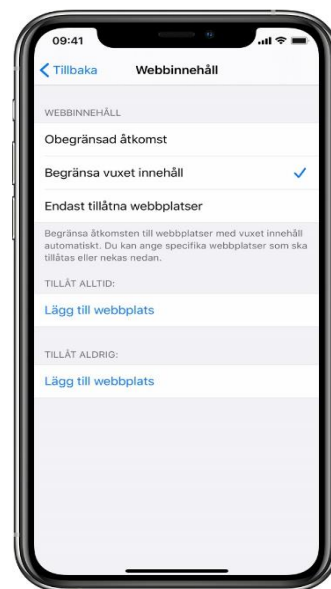 09:41
Tillbaka
Webbinnehåll
WEBBINNEHÅLL
Obegränsad åtkomst
Begränsa vuxet innehåll
Endast tillåtna webbplatser
Begränsa åtkomsten till webbplatser med vuxet innehåll
automatiskt. Du kan ange specifika webbplatser som ska
tillåtas eller nekas nedan.
TILLÅT ALLTID:
Lägg till webbplats
TILLÅT ALDRIG:
Lägg till webbplats